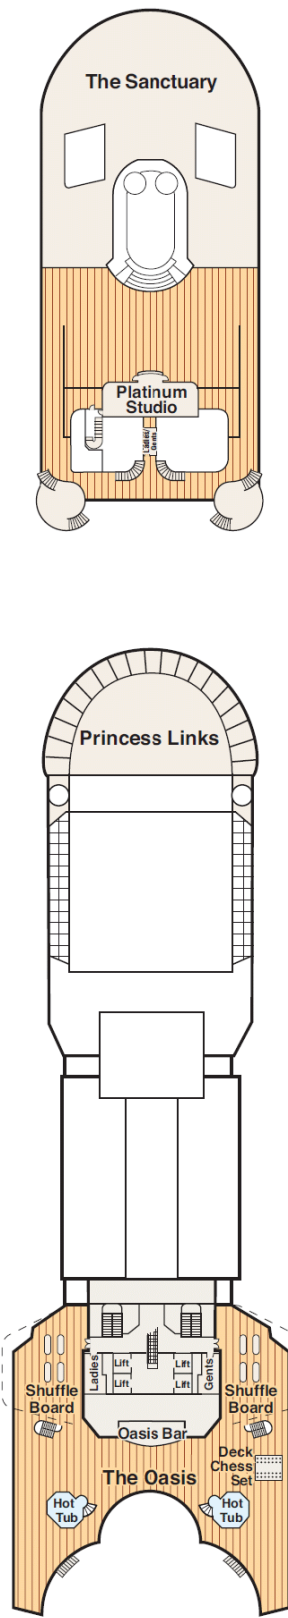 The Sanctuary
Platinum
Studio
Ladies/
Gents
Princess Links
Ladies
Lift
Lift
Lift
Lift
Gents
Shuffle
Board
Shuffle
Board
Oasis Bar
Deck
Chess
Set
The Oasis
Hot
Tub
Hot
Tub